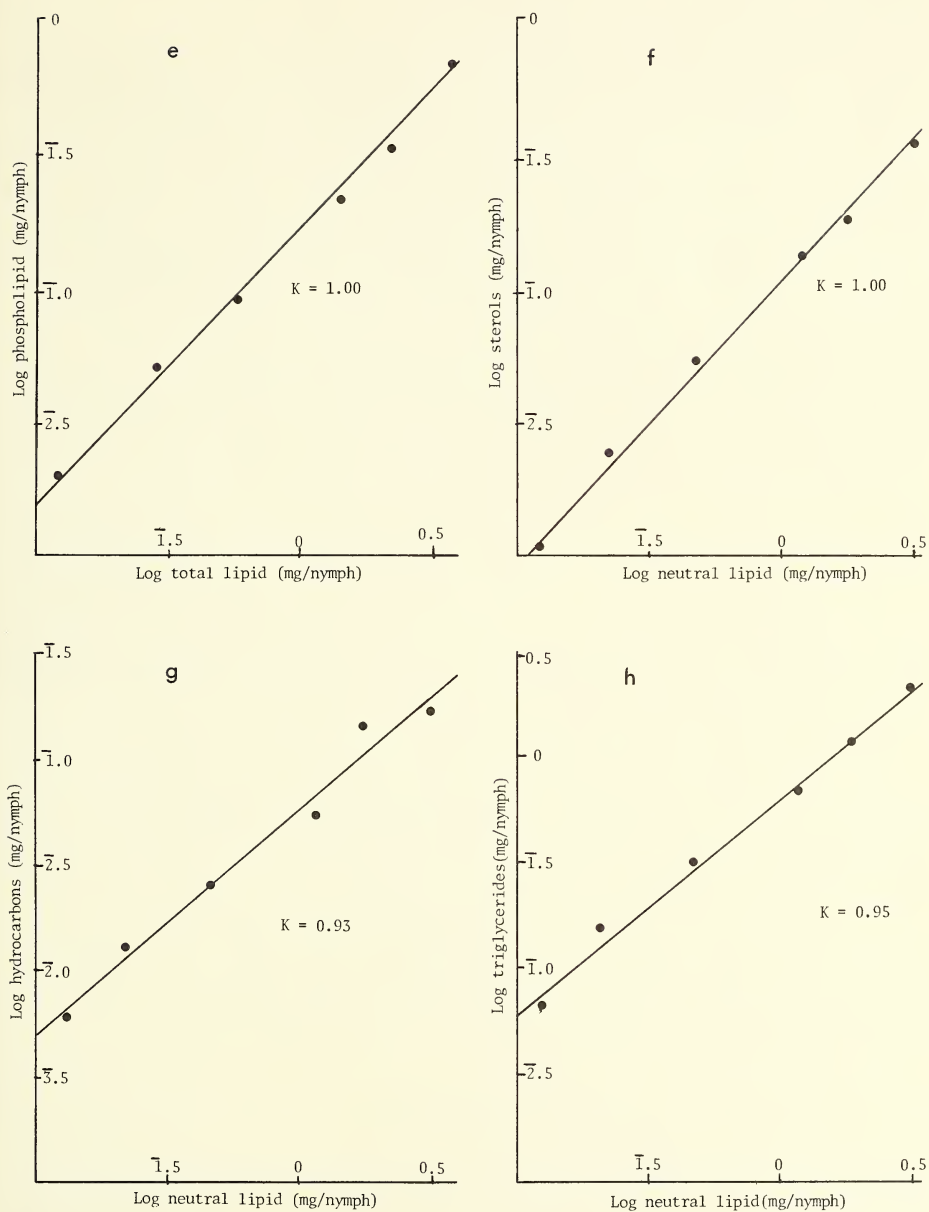 e
0
1̅.5
1̅.0
2̅.5
Log phospholipid (mg/nymph)
K = 1.00
1̅.5
0
0.5
Log total lipid (mg/nymph)
f
0
1̅.5
1̅.0
2̅.5
Log sterols (mg/nymph)
K = 1.00
1̅.5
0
0.5
Log neutral lipid (mg/nymph)
g
1̅.5
1̅.0
2̅.5
2̅.0
3̅.5
Log hydrocarbons (mg/nymph)
K = 0.93
1̅.5
0
0.5
Log neutral lipid (mg/nymph)
h
0.5
0
1̅.5
1̅.0
2̅.5
Log triglycerides(mg/nymph)
K = 0.95
1̅.5
0
0.5
Log neutral lipid(mg/nymph)